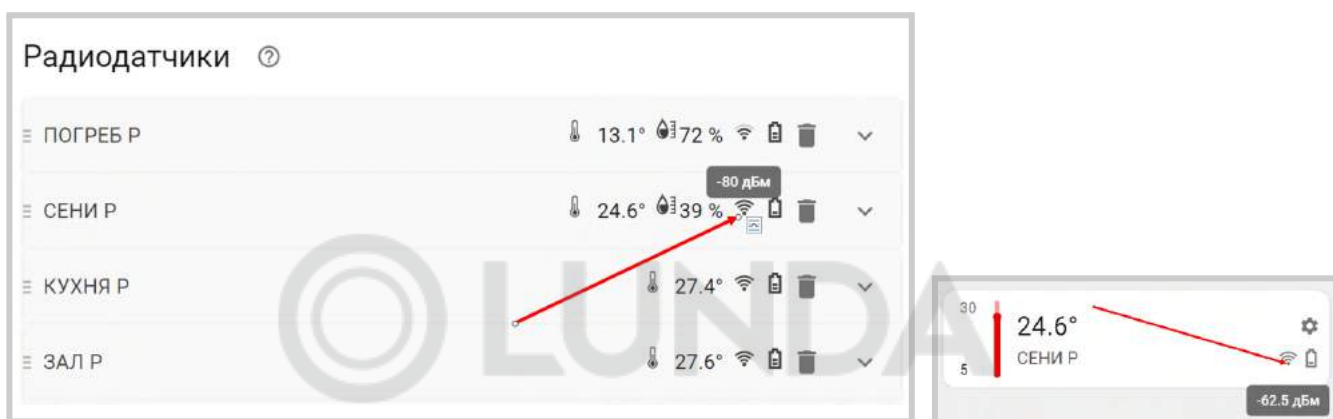 Радиодатчики ?
ПОГРЕБ Р 13.1° 72 %
-80 дБм
СЕНИ Р 24.6° 39 %
КУХНЯ Р 27.4°
ЗАЛ Р 27.6°
LUNDA
30
24.6°
СЕНИ Р
5
-62.5 дБм